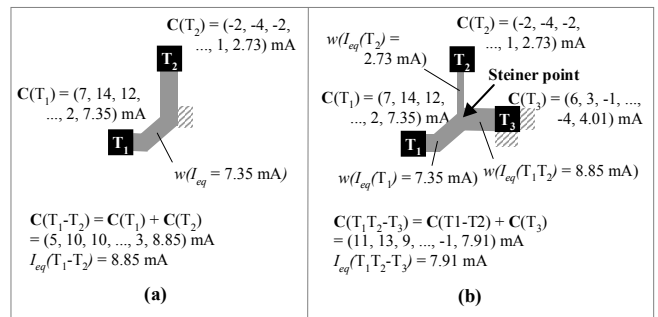 C(T2) = (-2, -4, -2,
..., 1, 2.73) mA
T2
C(T1) = (7, 14, 12,
..., 2, 7.35) mA
T1
w(Ieq = 7.35 mA)
C(T1-T2) = C(T1) + C(T2)
= (5, 10, 10, ..., 3, 8.85) mA
Ieq(T1-T2) = 8.85 mA
(a)
C(T2) = (-2, -4, -2,
..., 1, 2.73) mA
w(Ieq(T2) =
2.73 mA)
T2
Steiner point
C(T1) = (7, 14, 12,
..., 2, 7.35) mA
C(T3) = (6, 3, -1, ...,
-4, 4.01) mA
T3
T1
w(Ieq(T1T2) = 8.85 mA)
w(Ieq(T1) = 7.35 mA)
C(T1T2-T3) = C(T1-T2) + C(T3)
= (11, 13, 9, ..., -1, 7.91) mA
Ieq(T1T2-T3) = 7.91 mA
(b)